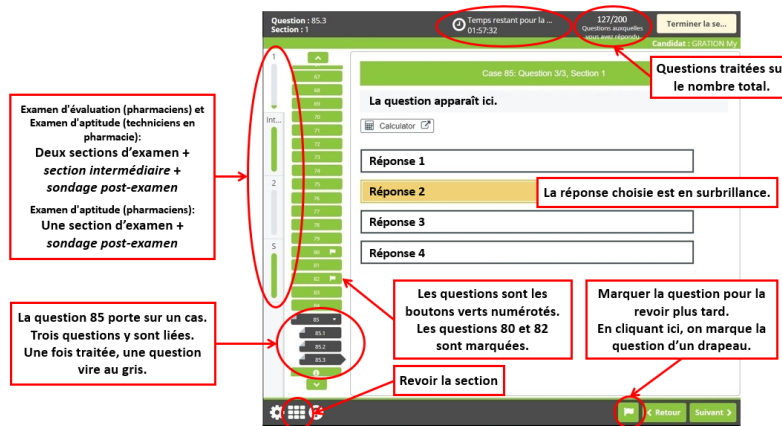 Question : 85.3
Section : 1
Temps restant pour la ...
01:57:32
127/200
Questions auxquelles
vous avez répondu
Terminer la se...
Candidat : GRATION My
Case 85: Question 3/3, Section 1
Questions traitées su
le nombre total.
La question apparaît ici.
Calculator
Réponse 1
Réponse 2
La réponse choisie est en surbrillance.
Réponse 3
Réponse 4
1
Int...
2
S
67
68
69
70
71
72
73
74
75
76
77
78
79
80
81
82
83
84
85
85.1
85.2
85.3
Examen d'évaluation (pharmaciens) et
Examen d'aptitude (techniciens en
pharmacie):
Deux sections d’examen +
section intermédiaire +
sondage post-examen
Examen d'aptitude (pharmaciens):
Une section d’examen +
sondage post-examen
La question 85 porte sur un cas.
Trois questions y sont liées.
Une fois traitée, une question
vire au gris.
Les questions sont les
boutons verts numérotés.
Les questions 80 et 82
sont marquées.
Marquer la question pour la
revoir plus tard.
En cliquant ici, on marque la
question d’un drapeau.
Revoir la section
Retour
Suivant